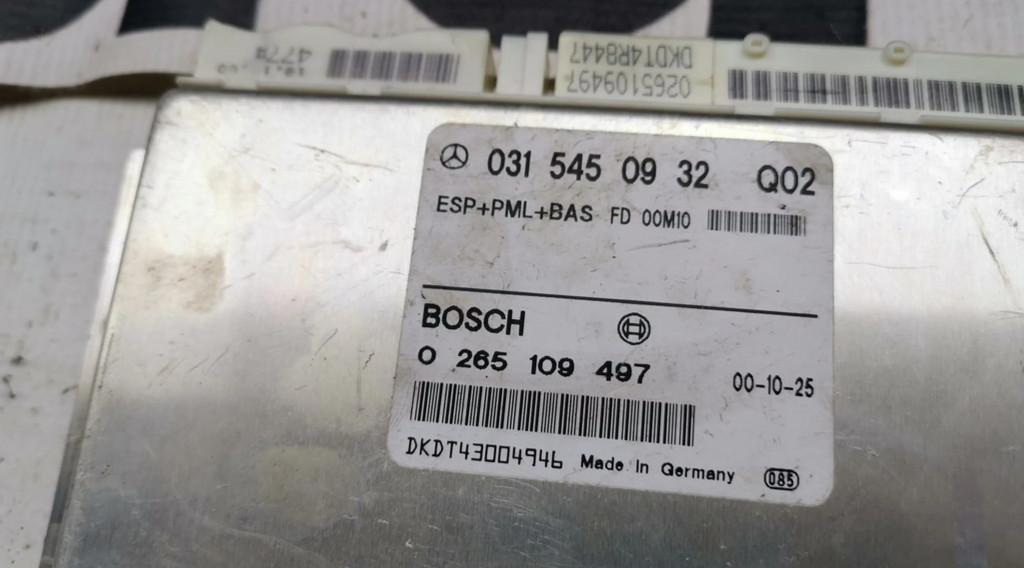 477
DKDT4R8447
0265109497
031 545 09 32 Q02
ESP+PML+BAS FD 00M10
BOSCH
0 265 109 497
00-10-25
DKDT43004946 Made In Germany 085